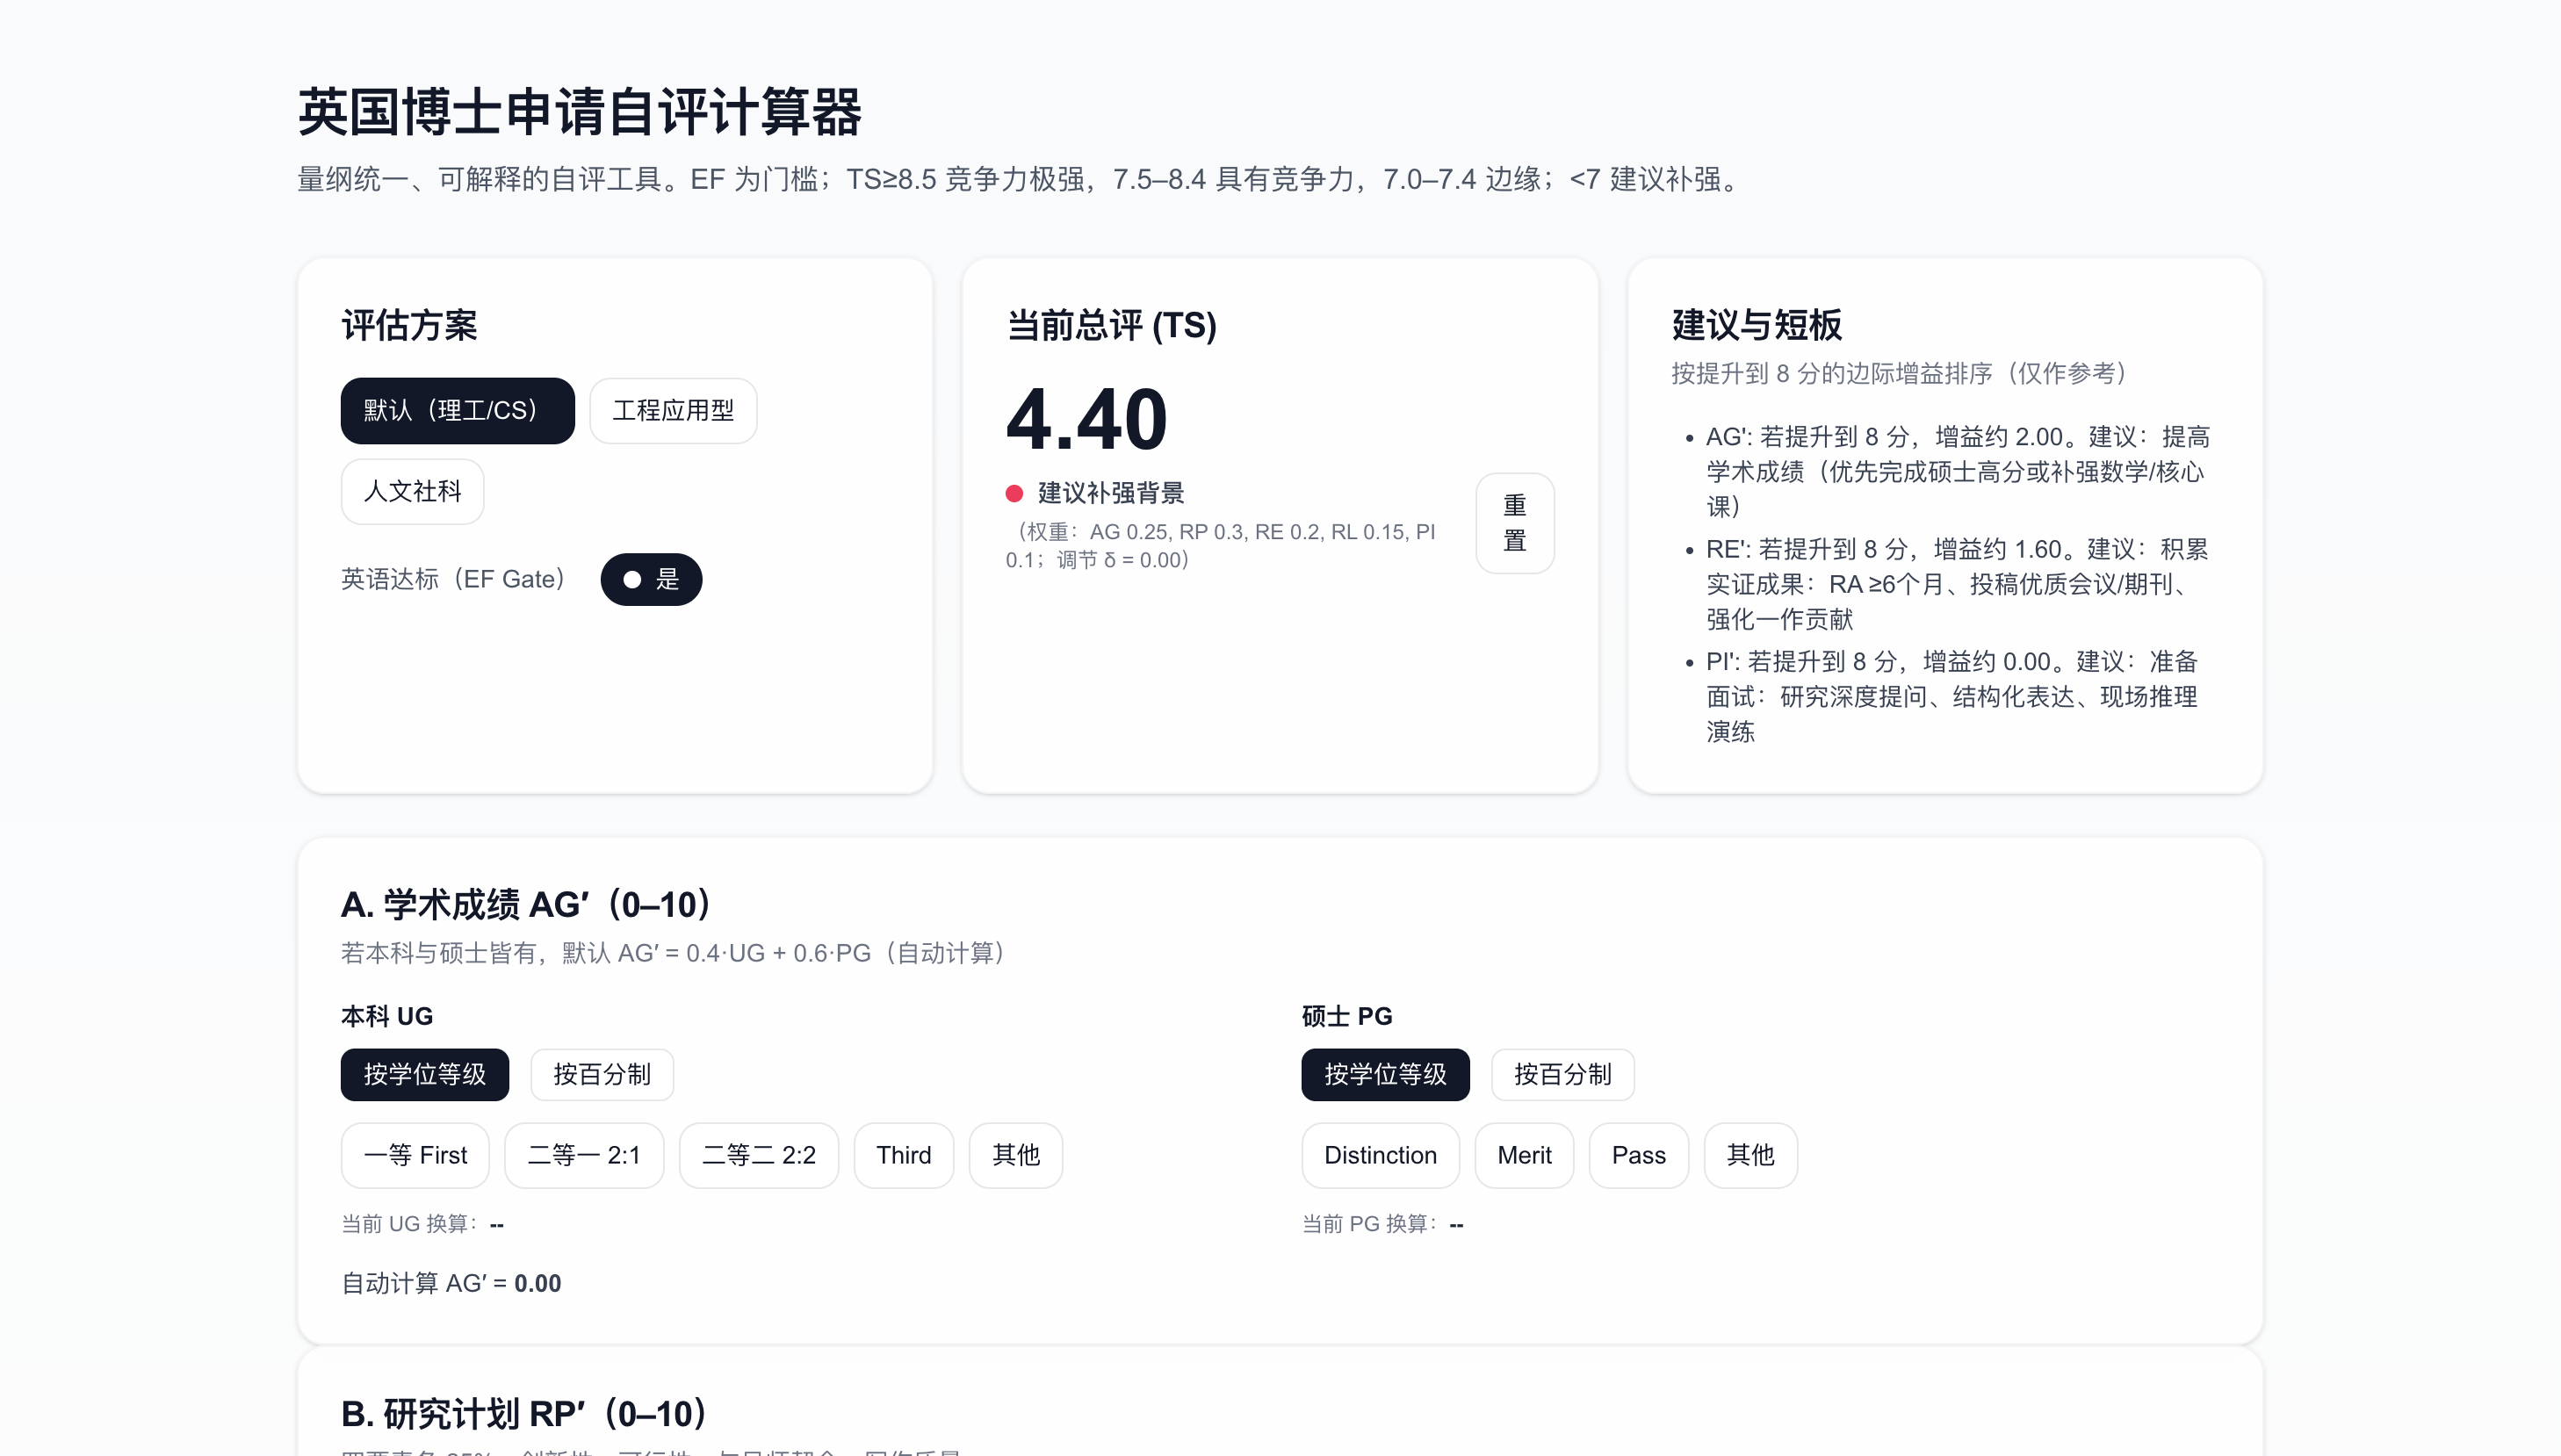 英国博士申请自评计算器
量纲统一、可解释的自评工具。EF 为门槛；TS≥8.5 竞争力极强，7.5–8.4 具有竞争力，7.0–7.4 边缘；<7 建议补强。
评估方案
默认（理工/CS） 工程应用型
人文社科
英语达标（EF Gate） 是
当前总评 (TS)
4.40
建议补强背景
（权重：AG 0.25, RP 0.3, RE 0.2, RL 0.15, PI
0.1；调节 δ = 0.00）
重
置
建议与短板
按提升到 8 分的边际增益排序（仅作参考）
• AG': 若提升到 8 分，增益约 2.00。建议：提高
学术成绩（优先完成硕士高分或补强数学/核心
课）
• RE': 若提升到 8 分，增益约 1.60。建议：积累
实证成果：RA ≥6个月、投稿优质会议/期刊、
强化一作贡献
• PI': 若提升到 8 分，增益约 0.00。建议：准备
面试：研究深度提问、结构化表达、现场推理
演练
A. 学术成绩 AG′（0–10）
若本科与硕士皆有，默认 AG′ = 0.4·UG + 0.6·PG（自动计算）
本科 UG
按学位等级 按百分制
一等 First 二等一 2:1 二等二 2:2 Third 其他
当前 UG 换算：--
硕士 PG
按学位等级 按百分制
Distinction Merit Pass 其他
当前 PG 换算：--
自动计算 AG′ = 0.00
B. 研究计划 RP′（0–10）